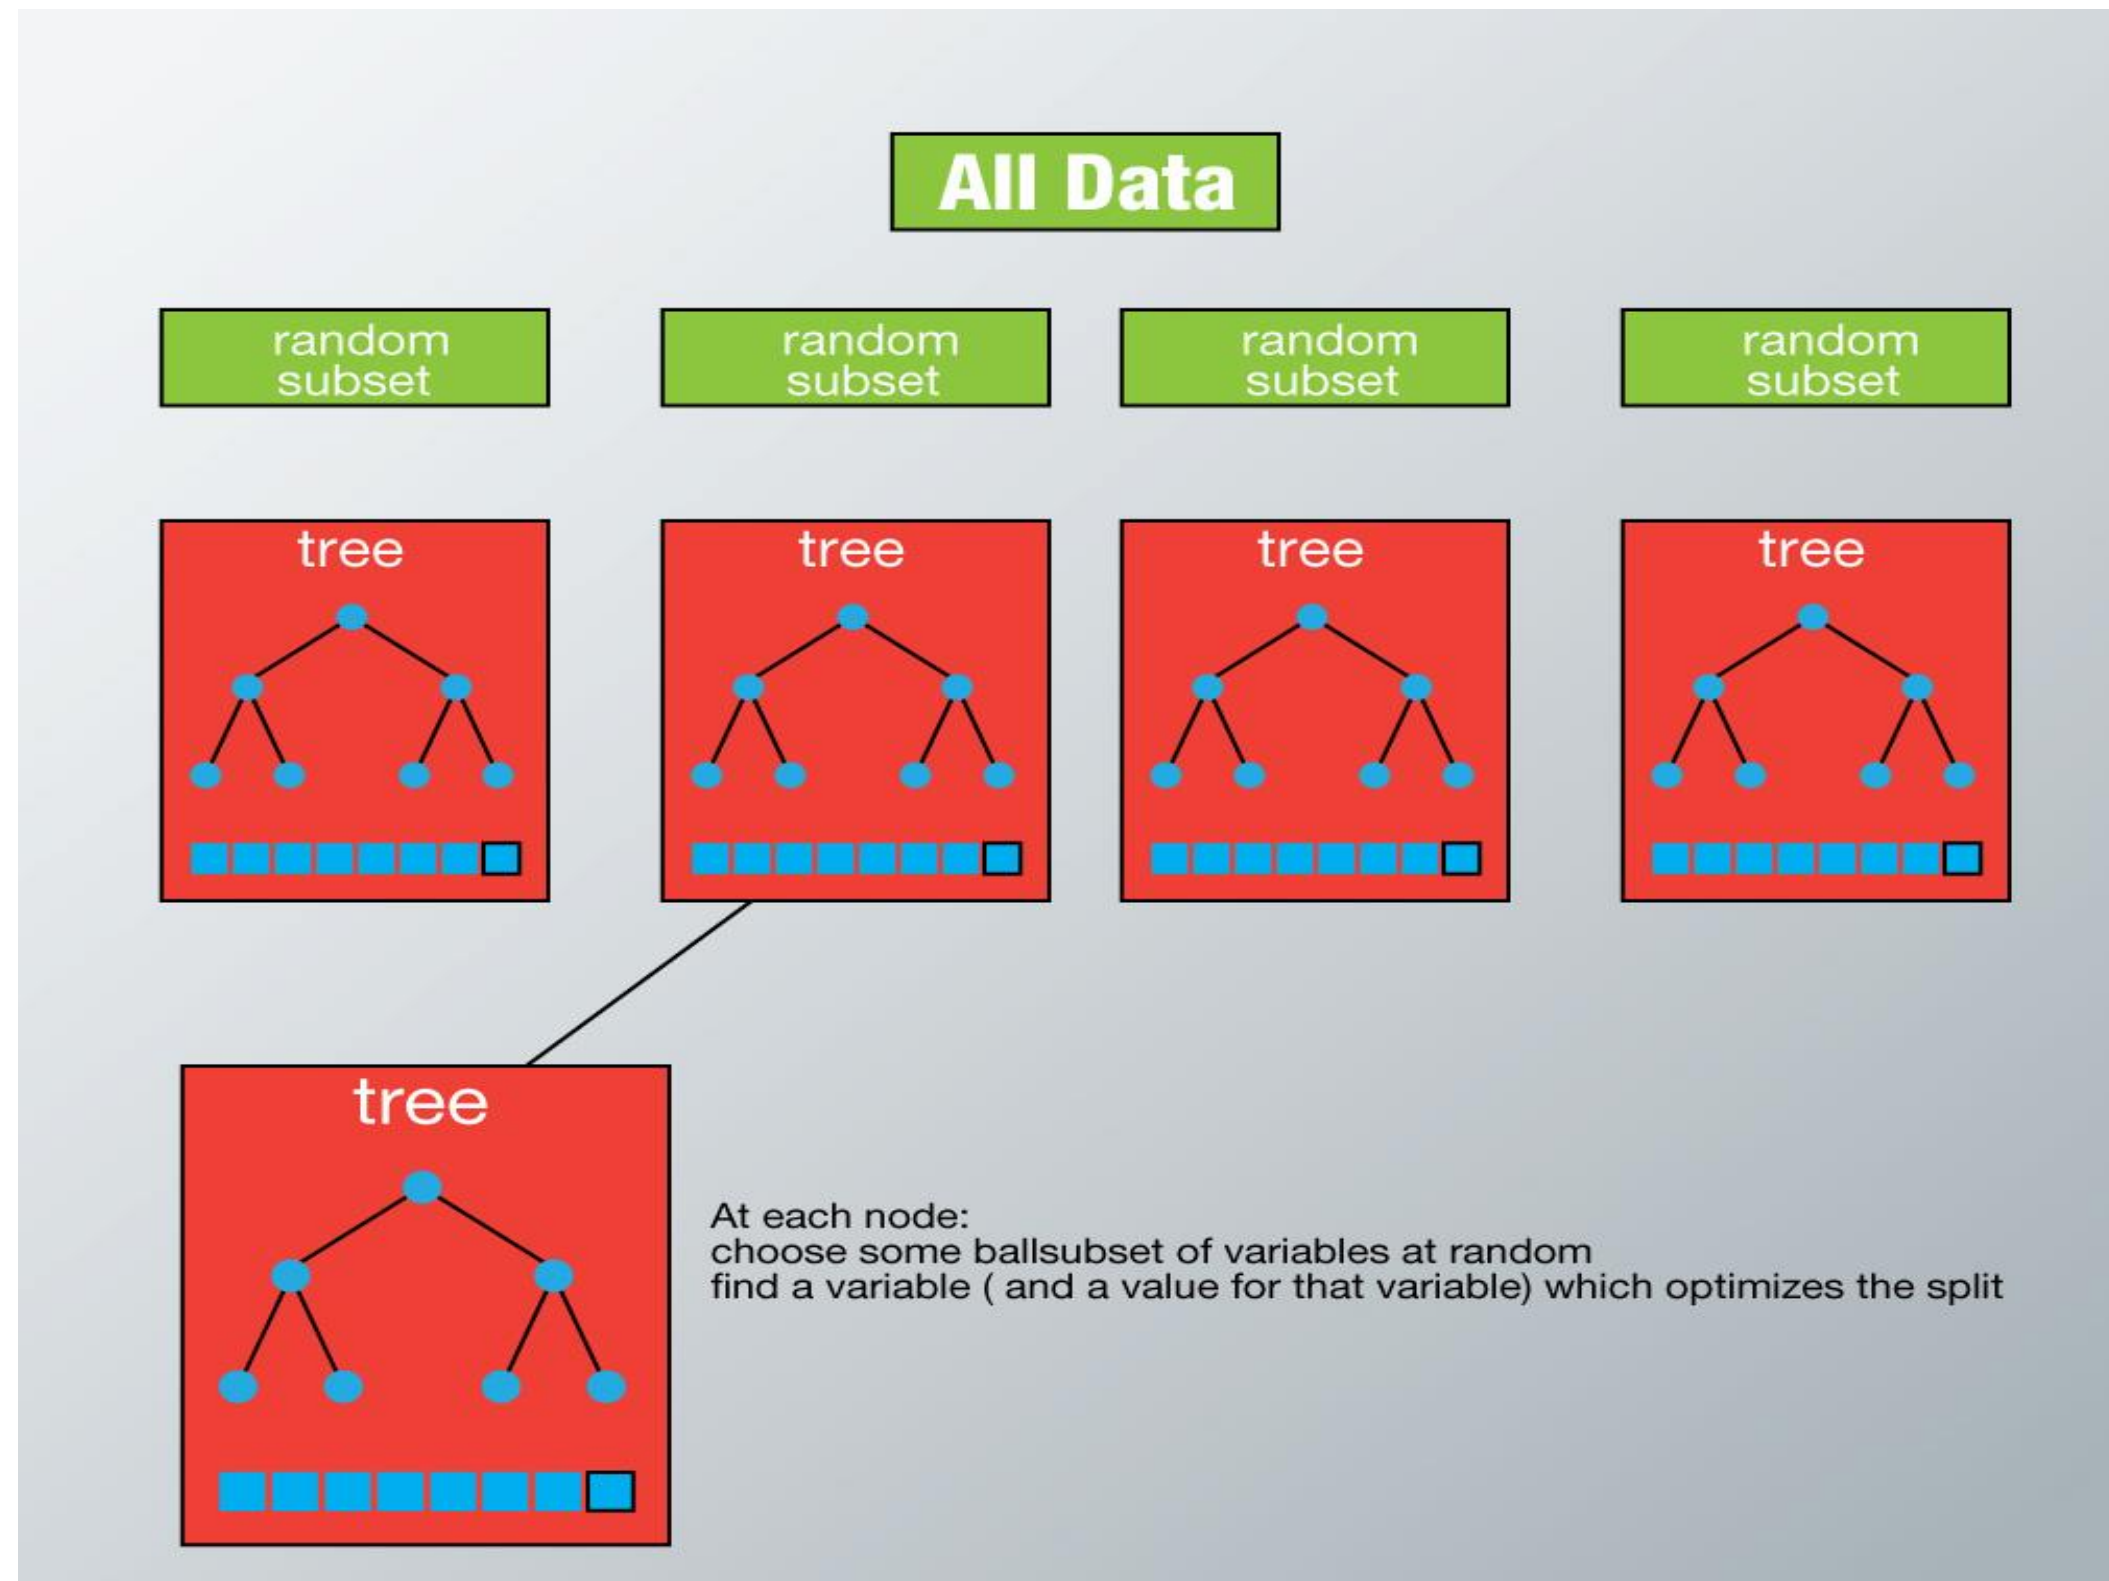 All Data
random
subset
random
subset
random
subset
random
subset
tree
tree
tree
tree
tree
At each node:
choose some ballsubset of variables at random
find a variable ( and a value for that variable) which optimizes the split